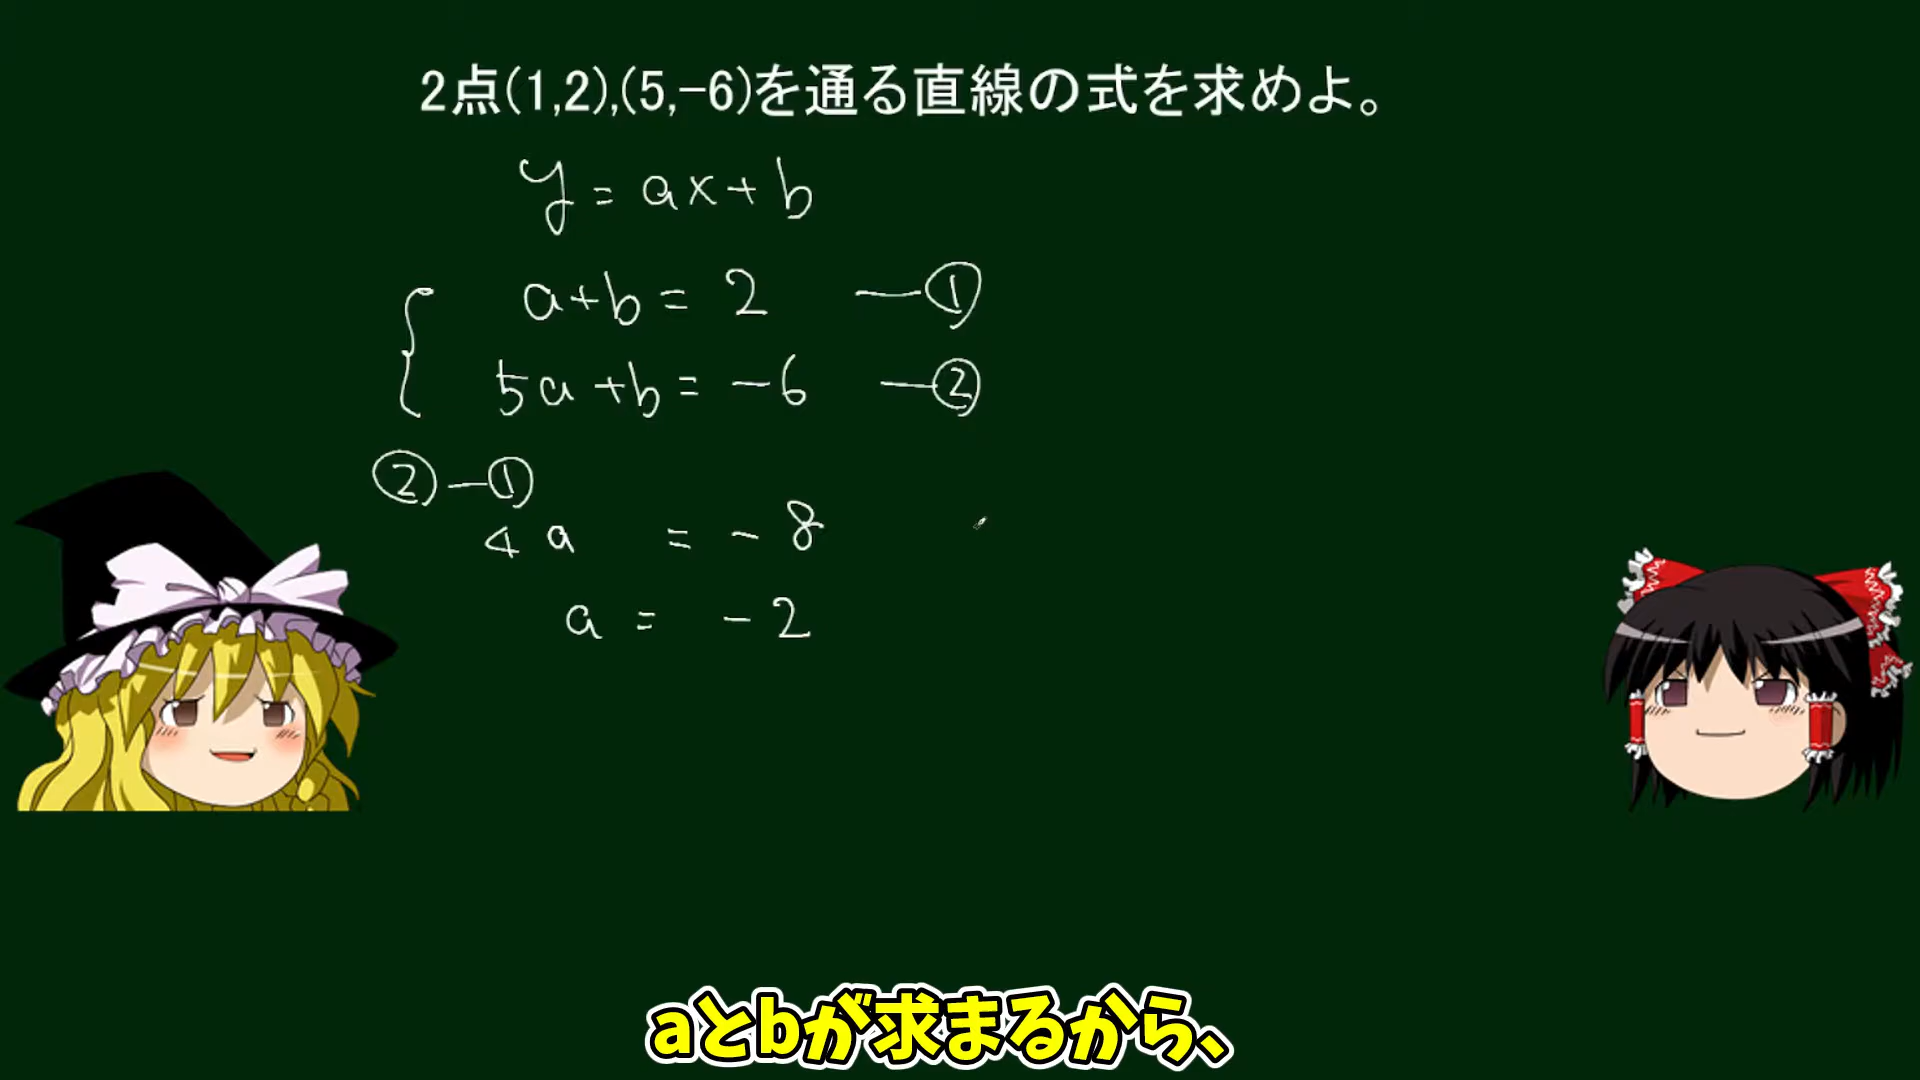 2点(1,2),(5,-6)を通る直線の式を求めよ。
y = ax + b
a+b = 2 ―①
5a+b = -6 ―②
②-①
4a = -8
a = -2
aとbが求まるから、